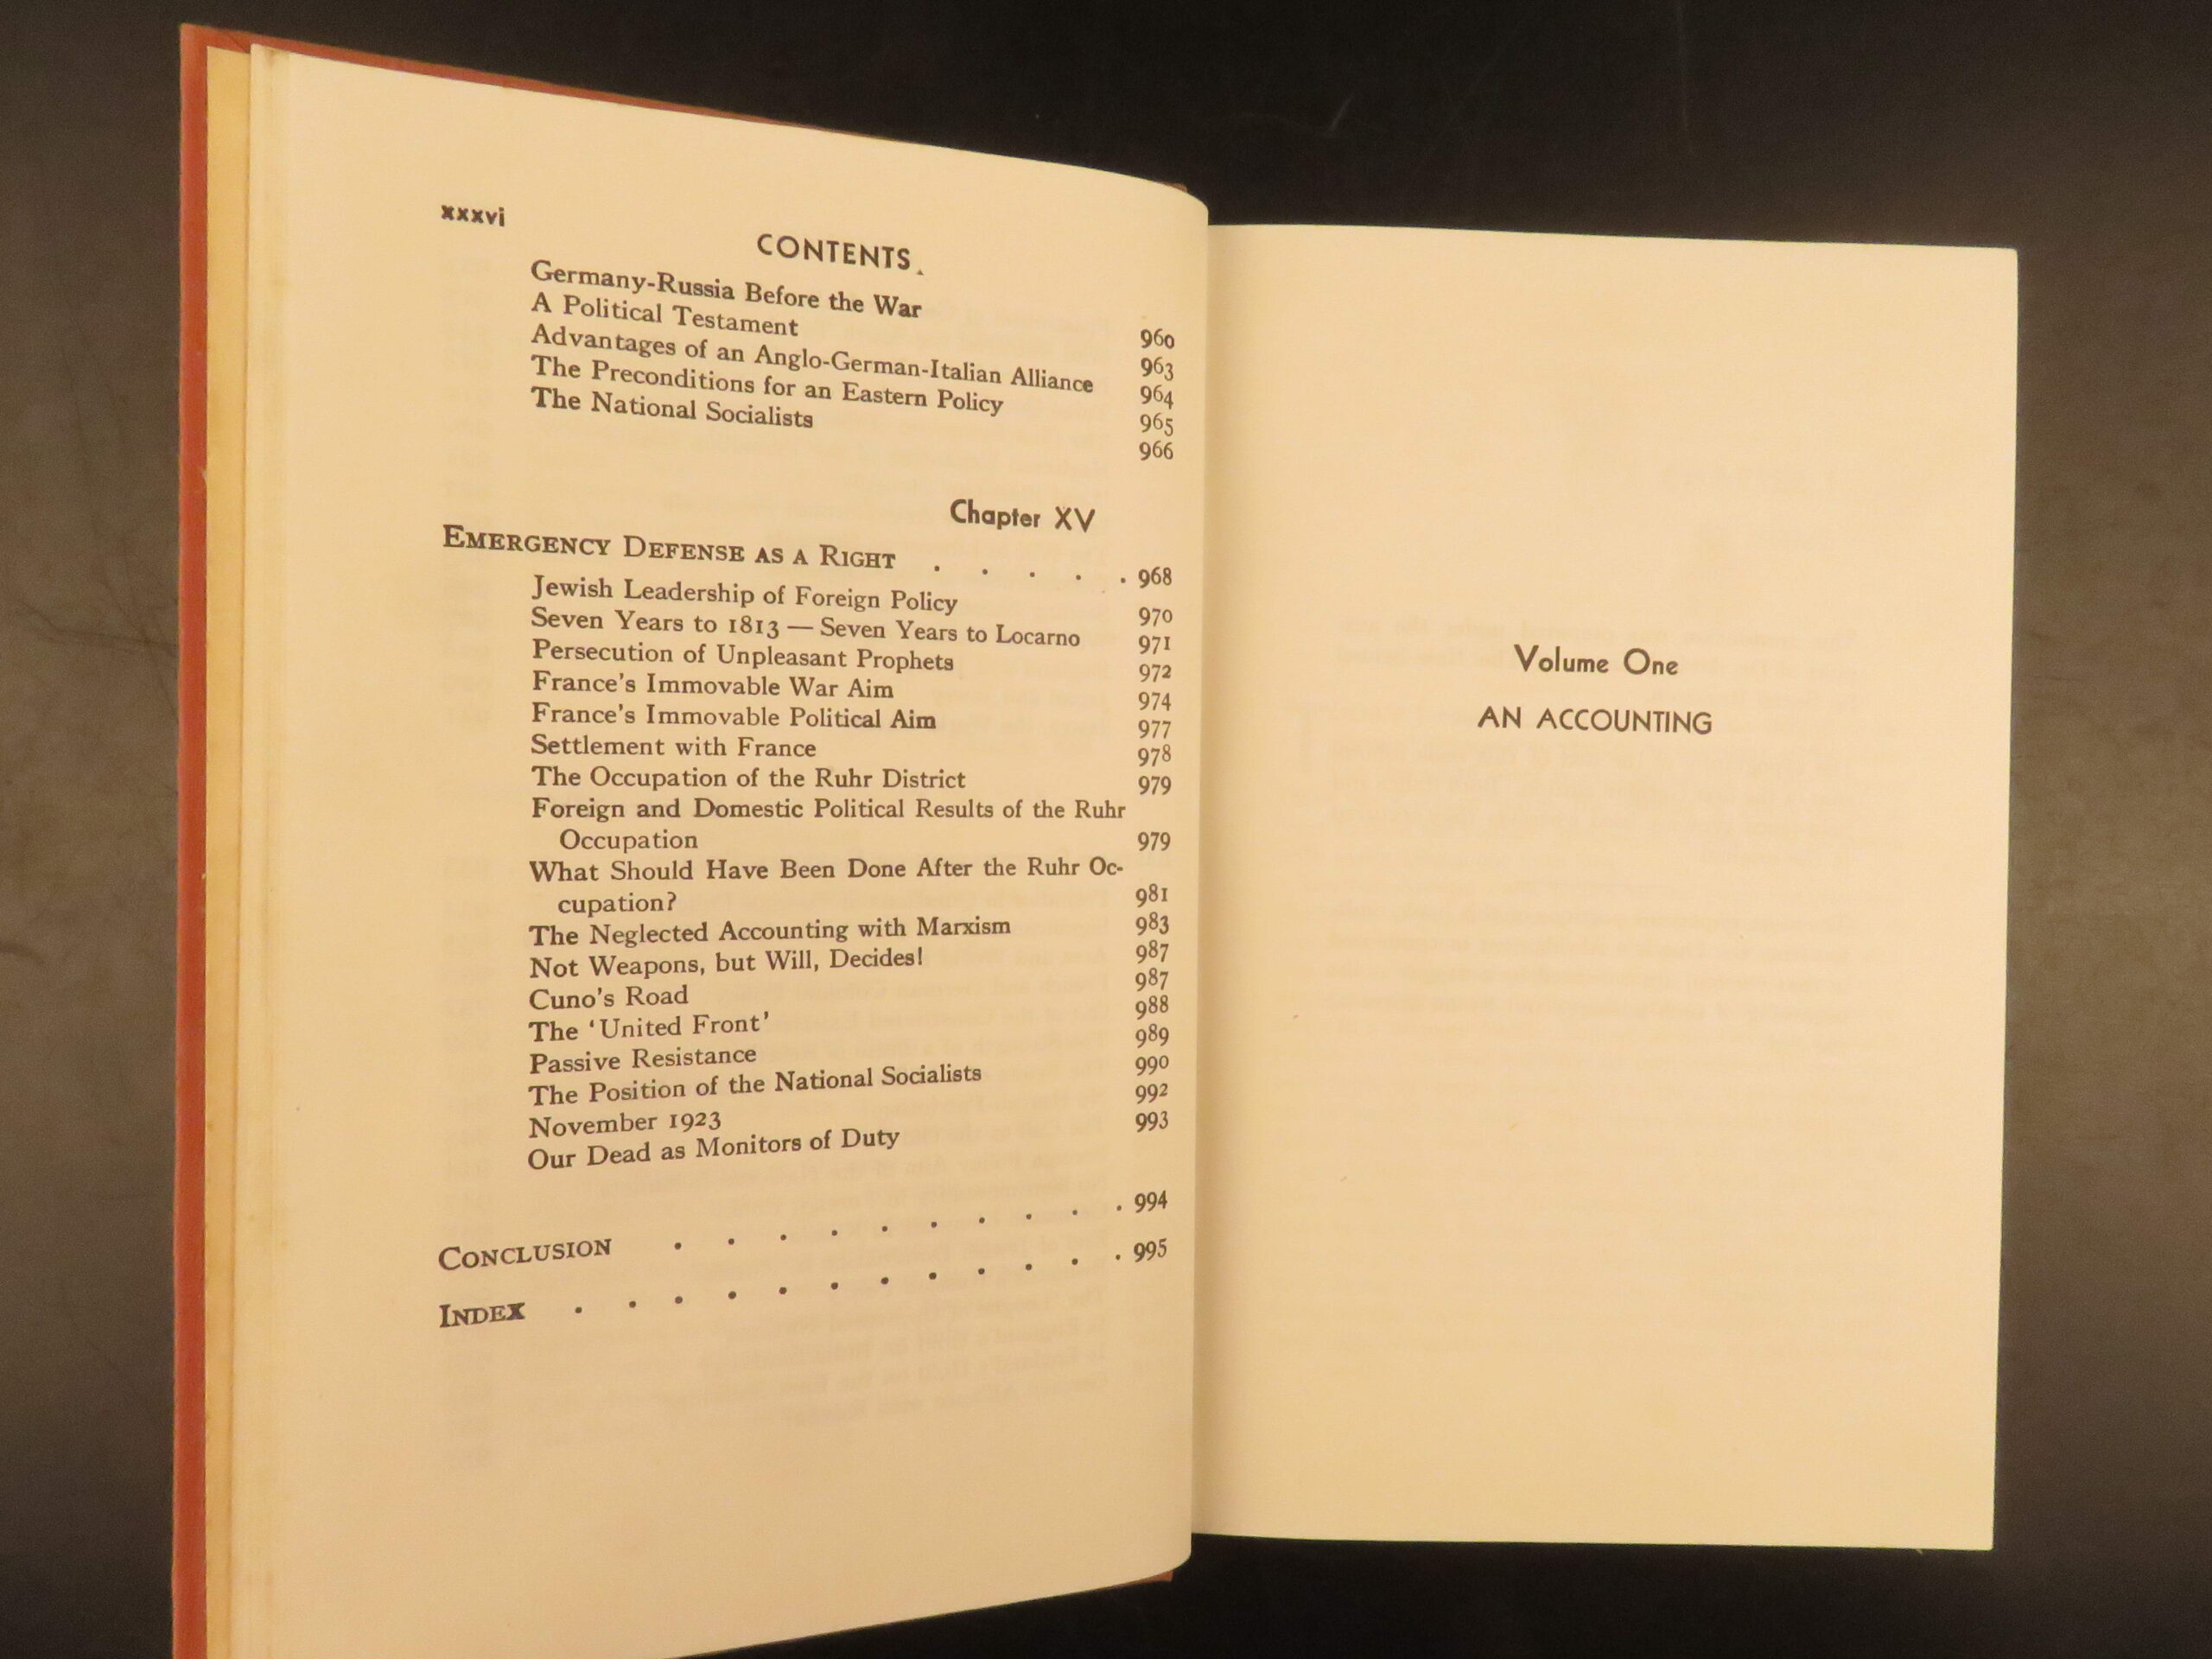 xxxvi
CONTENTS
Germany-Russia Before the War 960
A Political Testament 963
Advantages of an Anglo-German-Italian Alliance 964
The Preconditions for an Eastern Policy 965
The National Socialists 966
Chapter XV
EMERGENCY DEFENSE AS A RIGHT . . . . . 968
Jewish Leadership of Foreign Policy 970
Seven Years to 1813 — Seven Years to Locarno 971
Persecution of Unpleasant Prophets 972
France's Immovable War Aim 974
France's Immovable Political Aim 977
Settlement with France 978
The Occupation of the Ruhr District 979
Foreign and Domestic Political Results of the Ruhr
Occupation 979
What Should Have Been Done After the Ruhr Oc-
cupation? 981
The Neglected Accounting with Marxism 983
Not Weapons, but Will, Decides! 987
Cuno's Road 987
The 'United Front' 988
Passive Resistance 989
The Position of the National Socialists 990
November 1923 992
Our Dead as Monitors of Duty 993
CONCLUSION . . . . . . . . . . 994
INDEX . . . . . . . . . . . . 995
Volume One
AN ACCOUNTING